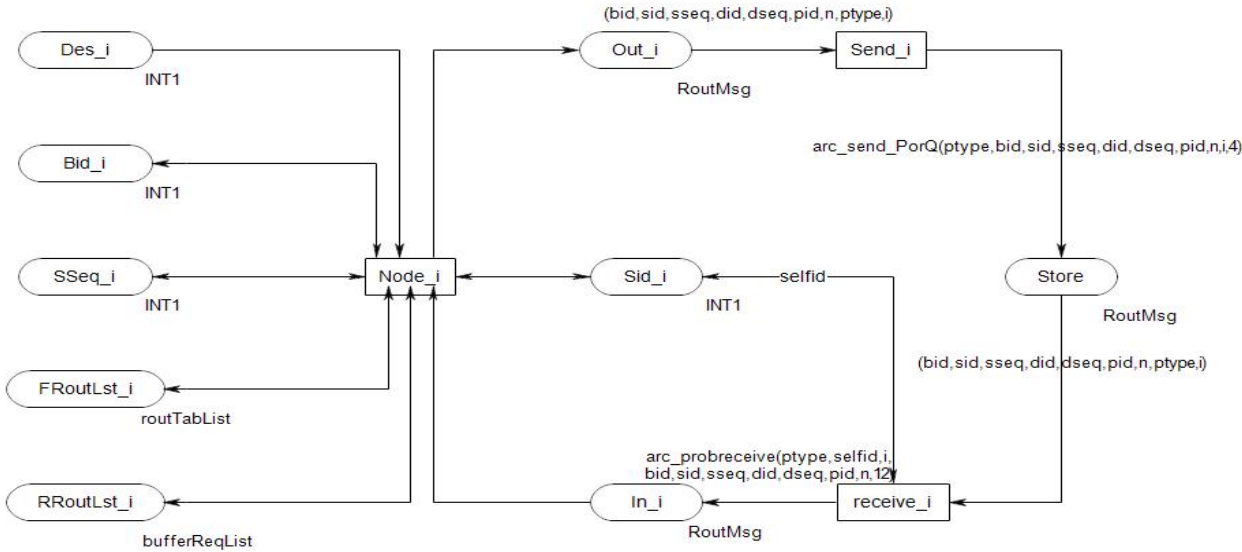 (bid,sid,sseq,did,dseq,pid,n,ptype,i)
Des_i
INT1
Out_i
RoutMsg
Send_i
Bid_i
INT1
arc_send_PorQ(ptype,bid,sid,sseq,did,dseq,pid,n,i,4)
SSeq_i
INT1
Node_i
Sid_i
INT1
selfid
Store
RoutMsg
(bid,sid,sseq,did,dseq,pid,n,ptype,i)
FRoutLst_i
routTabList
arc_probreceive(ptype,selfid,i,
bid,sid,sseq,did,dseq,pid,n,12)
RRoutLst_i
bufferReqList
In_i
RoutMsg
receive_i